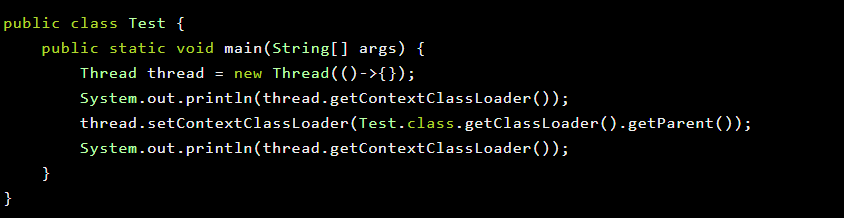 public class Test {
    public static void main(String[] args) {
        Thread thread = new Thread(()->{});
        System.out.println(thread.getContextClassLoader());
        thread.setContextClassLoader(Test.class.getClassLoader().getParent());
        System.out.println(thread.getContextClassLoader());
    }
}